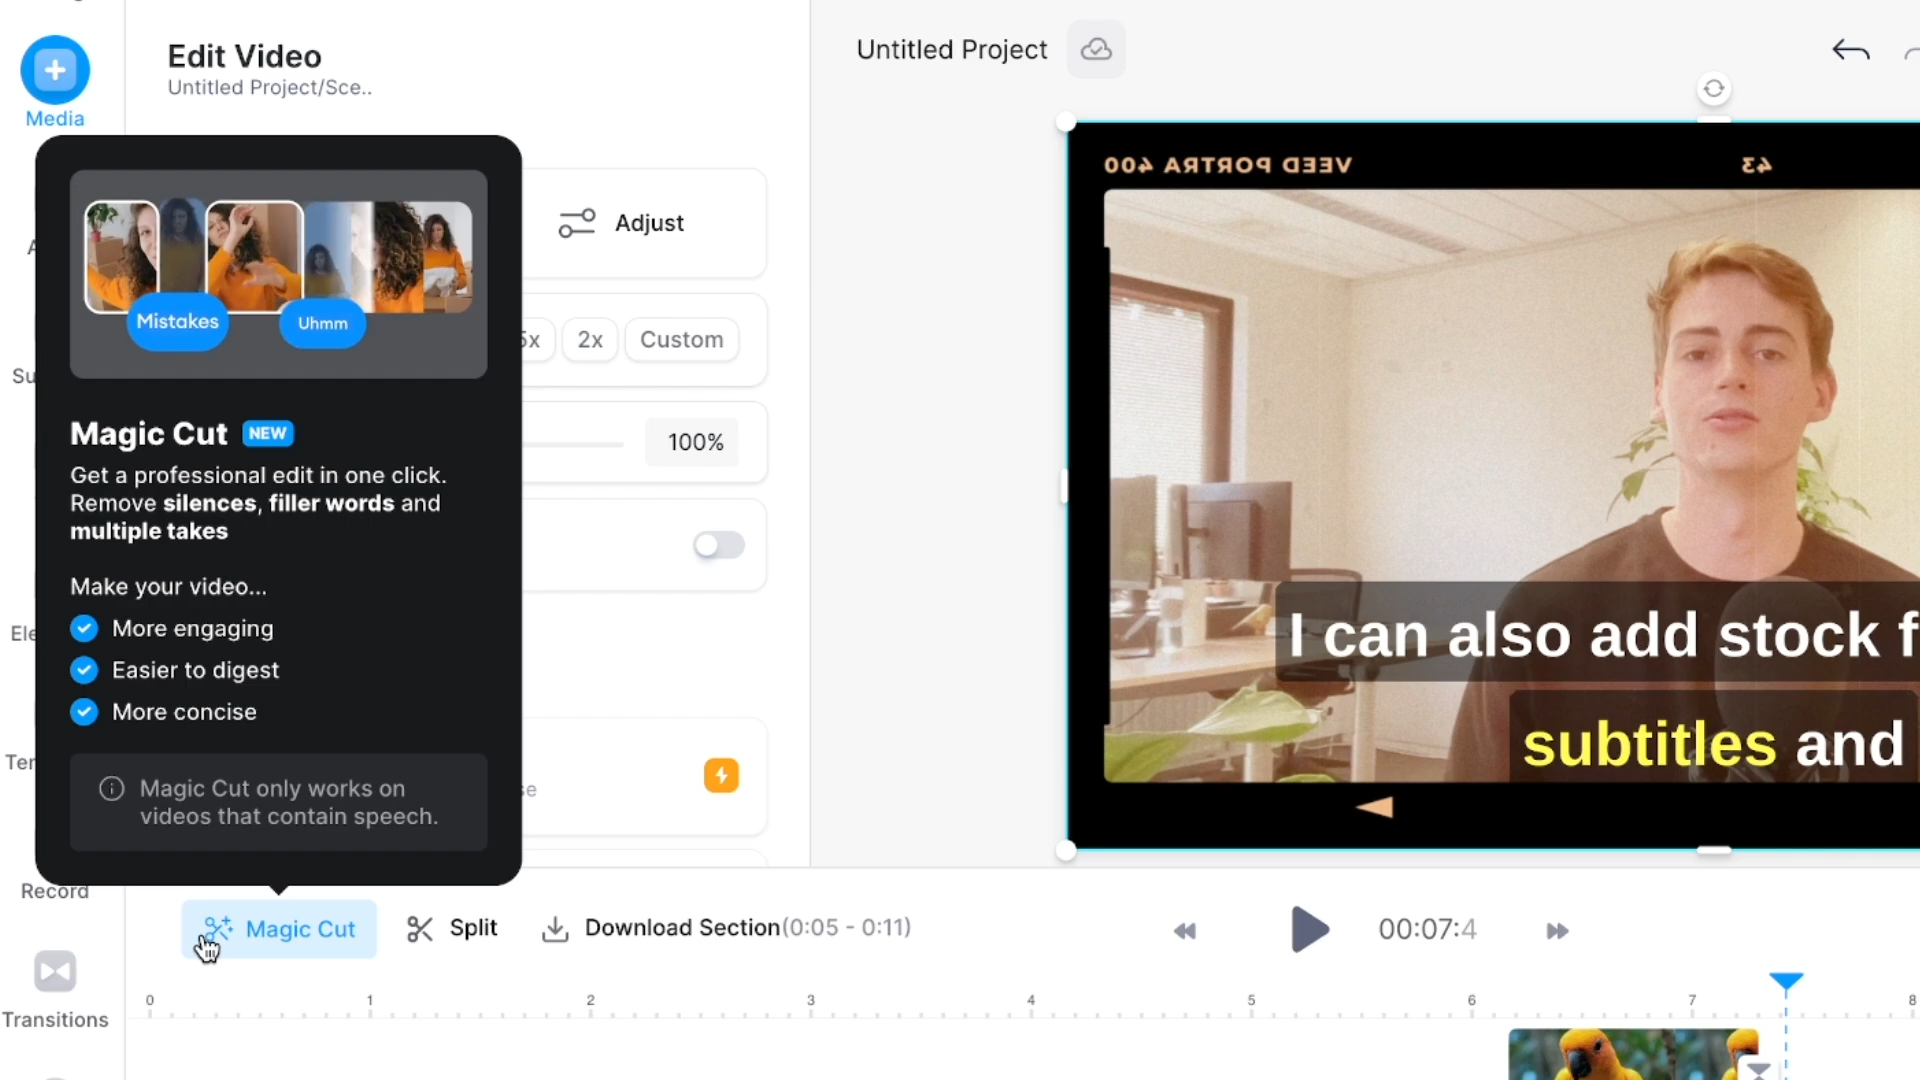 Media
Edit Video
Untitled Project/Sce..
Untitled Project
VEED PORTRA 400
43
Adjust
2x
Custom
100%
Mistakes
Uhmm
Magic Cut NEW
Get a professional edit in one click.
Remove silences, filler words and
multiple takes
Make your video...
More engaging
Easier to digest
More concise
Magic Cut only works on
videos that contain speech.
I can also add stock f
subtitles and
Record
Magic Cut
Split
Download Section(0:05 - 0:11)
00:07:4
Transitions
0 1 2 3 4 5 6 7 8